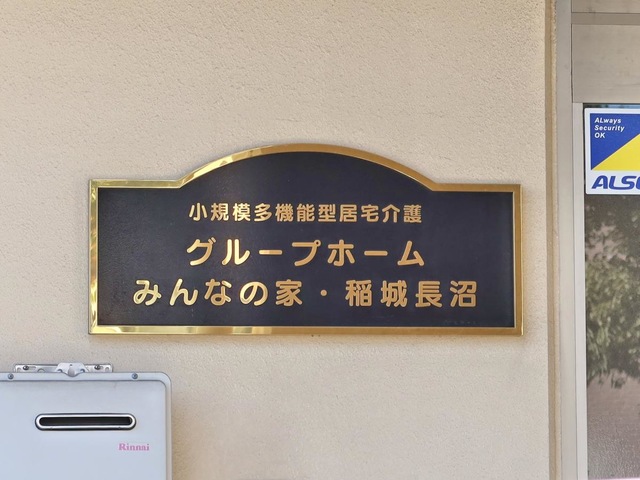 小規模多機能型居宅介護
グループホーム
みんなの家・稲城長沼
ALways
Security
OK
Rinnai